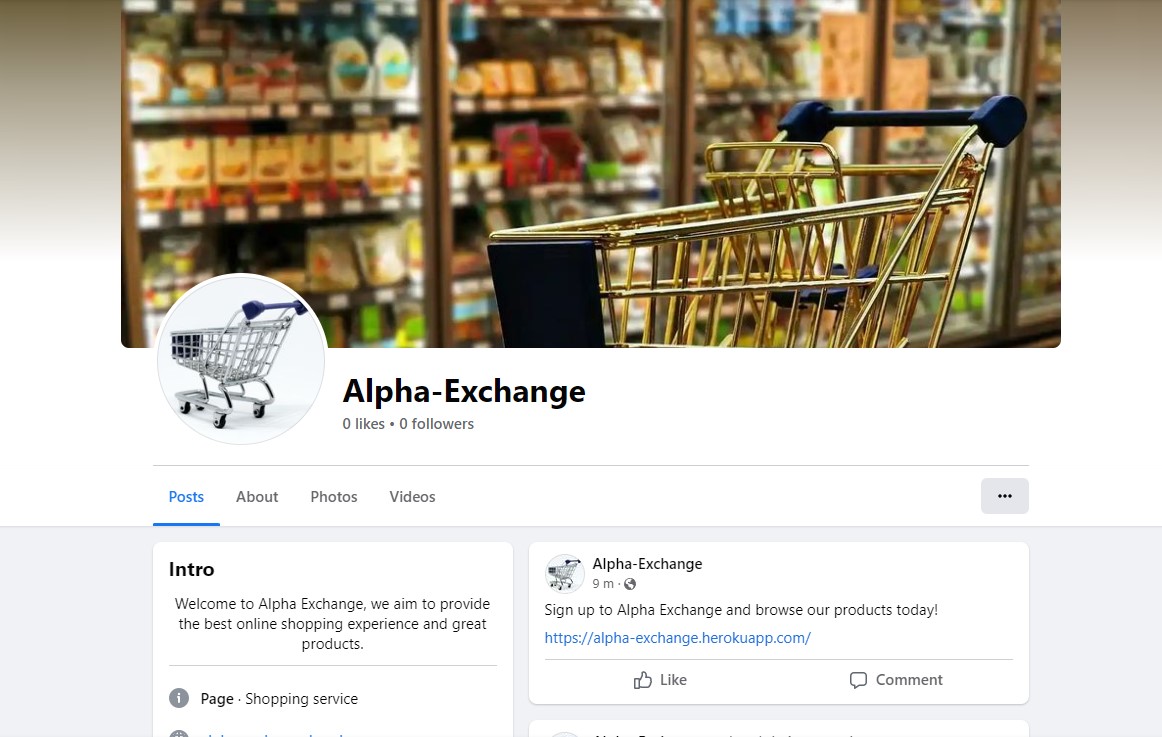 Alpha-Exchange
0 likes • 0 followers
Posts About Photos Videos
Intro
Welcome to Alpha Exchange, we aim to provide
the best online shopping experience and great
products.
Page · Shopping service
Alpha-Exchange
9 m ·
Sign up to Alpha Exchange and browse our products today!
https://alpha-exchange.herokuapp.com/
Like Comment